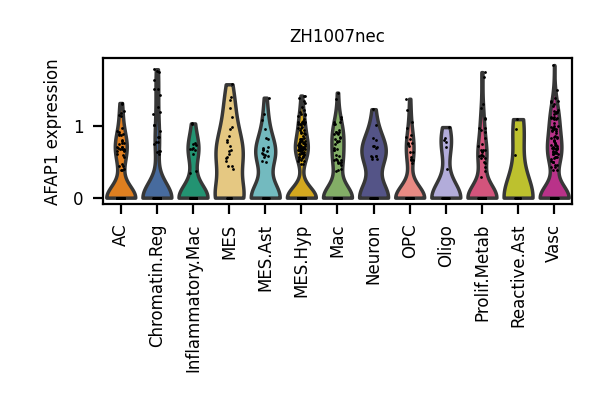 ZH1007nec
AFAP1 expression
1
0
AC
Chromatin.Reg
Inflammatory.Mac
MES
MES.Ast
MES.Hyp
Mac
Neuron
OPC
Oligo
Prolif.Metab
Reactive.Ast
Vasc